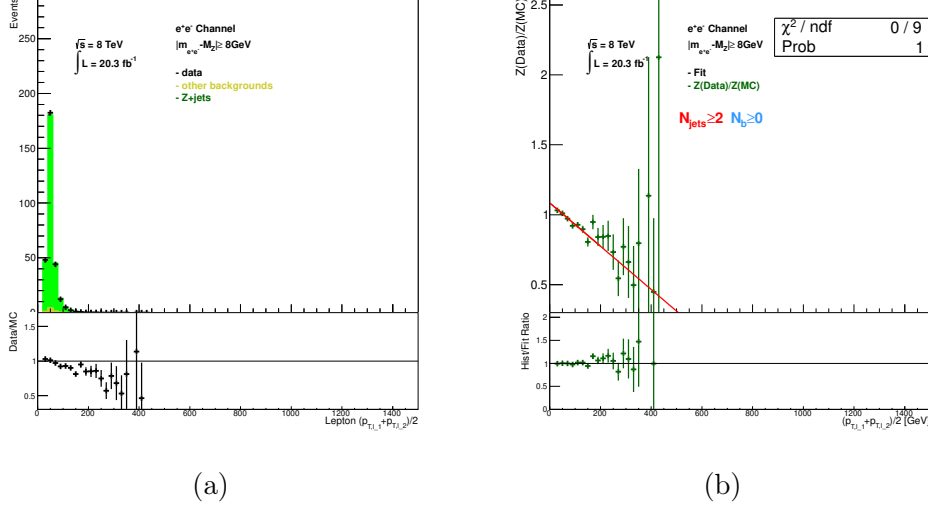 Events
e⁺e⁻ Channel
√s = 8 TeV
|m_e⁺e⁻-M_Z|≥ 8GeV
∫ L = 20.3 fb⁻¹
- data
- other backgrounds
- Z+jets
250
200
150
100
50
0
Data/MC
1.5
1
0.5
0 200 400 600 800 1000 1200 1400
Lepton (p_T,l_1+p_T,l_2)/2
(a)
Z(Data)/Z(MC)
e⁺e⁻ Channel
√s = 8 TeV
|m_e⁺e⁻-M_Z|≥ 8GeV
∫ L = 20.3 fb⁻¹
- Fit
- Z(Data)/Z(MC)
χ² / ndf 0 / 9
Prob 1
N_jets≥2 N_b≥0
2.5
2
1.5
1
0.5
Hist/Fit Ratio
2
1.5
1
0.5
0
0 200 400 600 800 1000 1200 1400
(p_T,l_1+p_T,l_2)/2 [GeV]
(b)